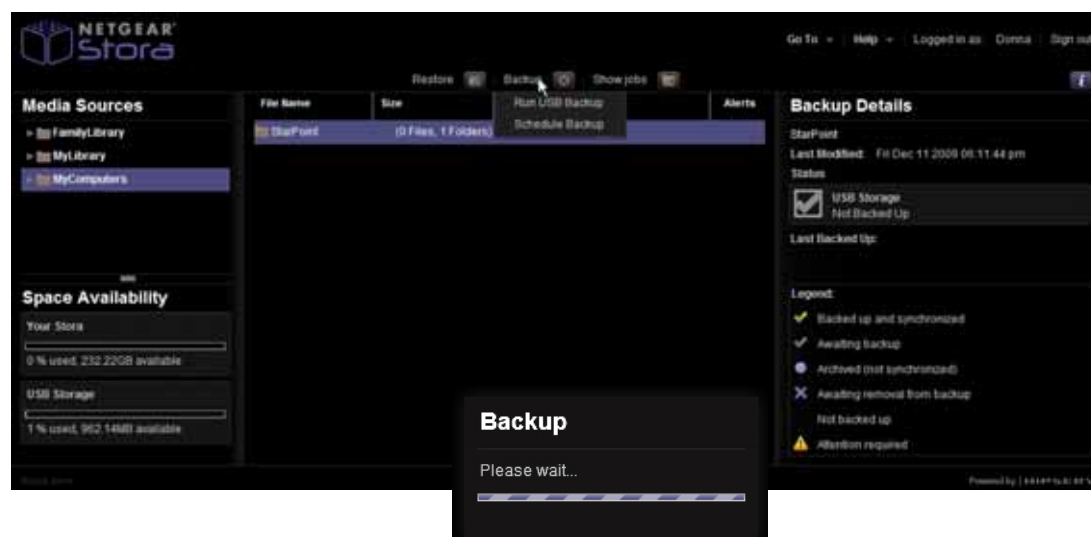 NETGEAR
Stora
Go To Help Logged in as: Donna Sign out
Restore Backup Show jobs
Media Sources
FamilyLibrary
MyLibrary
MyComputers
Space Availability
Your Stora
0 % used, 232.22GB available
USB Storage
1 % used, 962.14MB available
File Name Size Alerts
StarPoint (0 Files, 1 Folders)
Run USB Backup
Schedule Backup
Backup Details
StarPoint
Last Modified: Fri Dec 11 2009 06:11:44 pm
Status
USB Storage
Not Backed Up
Last Backed Up:
Legend:
Backed up and synchronized
Awaiting backup
Archived (not synchronized)
Awaiting removal from backup
Not backed up
Attention required
Backup
Please wait...
Powered by